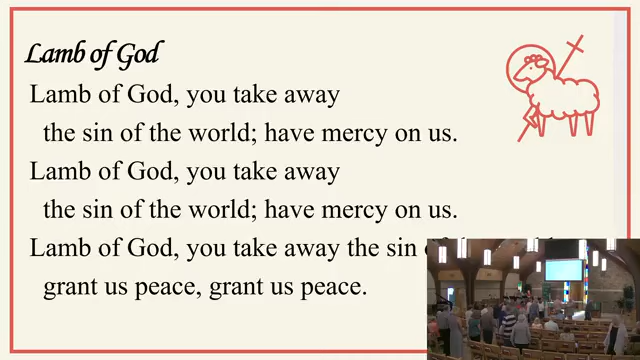 Lamb of God
Lamb of God, you take away
the sin of the world; have mercy on us.
Lamb of God, you take away
the sin of the world; have mercy on us.
Lamb of God, you take away the sin
grant us peace, grant us peace.